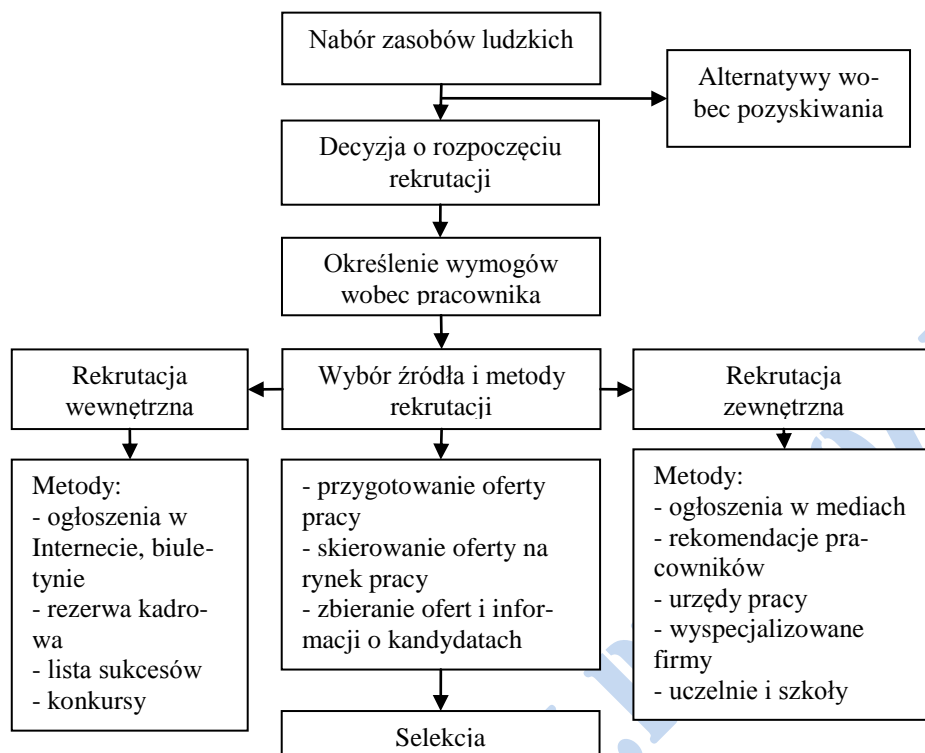 Nabór zasobów ludzkich
Alternatywy wo-
bec pozyskiwania
Decyzja o rozpoczęciu
rekrutacji
Określenie wymogów
wobec pracownika
Rekrutacja
wewnętrzna
Wybór źródła i metody
rekrutacji
Rekrutacja
zewnętrzna
Metody:
- ogłoszenia w
Internecie, biule-
tynie
- rezerwa kadro-
wa
- lista sukcesów
- konkursy
- przygotowanie oferty
pracy
- skierowanie oferty na
rynek pracy
- zbieranie ofert i infor-
macji o kandydatach
Metody:
- ogłoszenia w mediach
- rekomendacje pra-
cowników
- urzędy pracy
- wyspecjalizowane
firmy
- uczelnie i szkoły
Selekcja